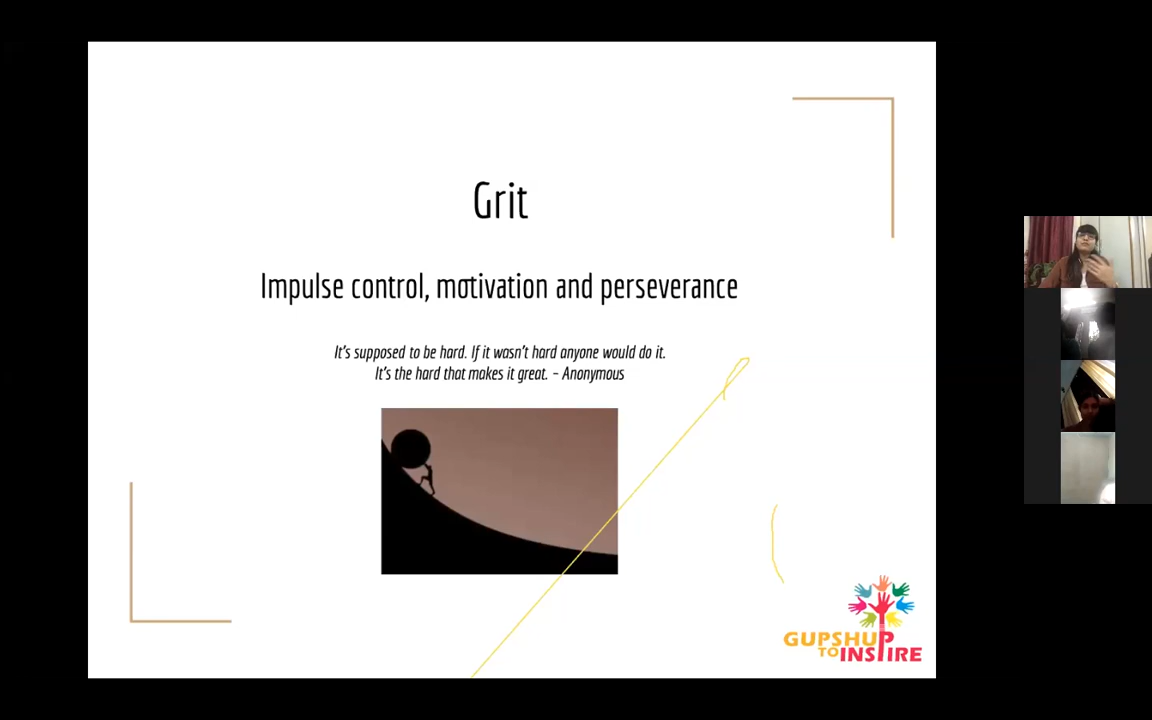 Grit
Impulse control, motivation and perseverance
It's supposed to be hard. If it wasn't hard anyone would do it.
It's the hard that makes it great. - Anonymous
GUPSHUP
TO INSPIRE